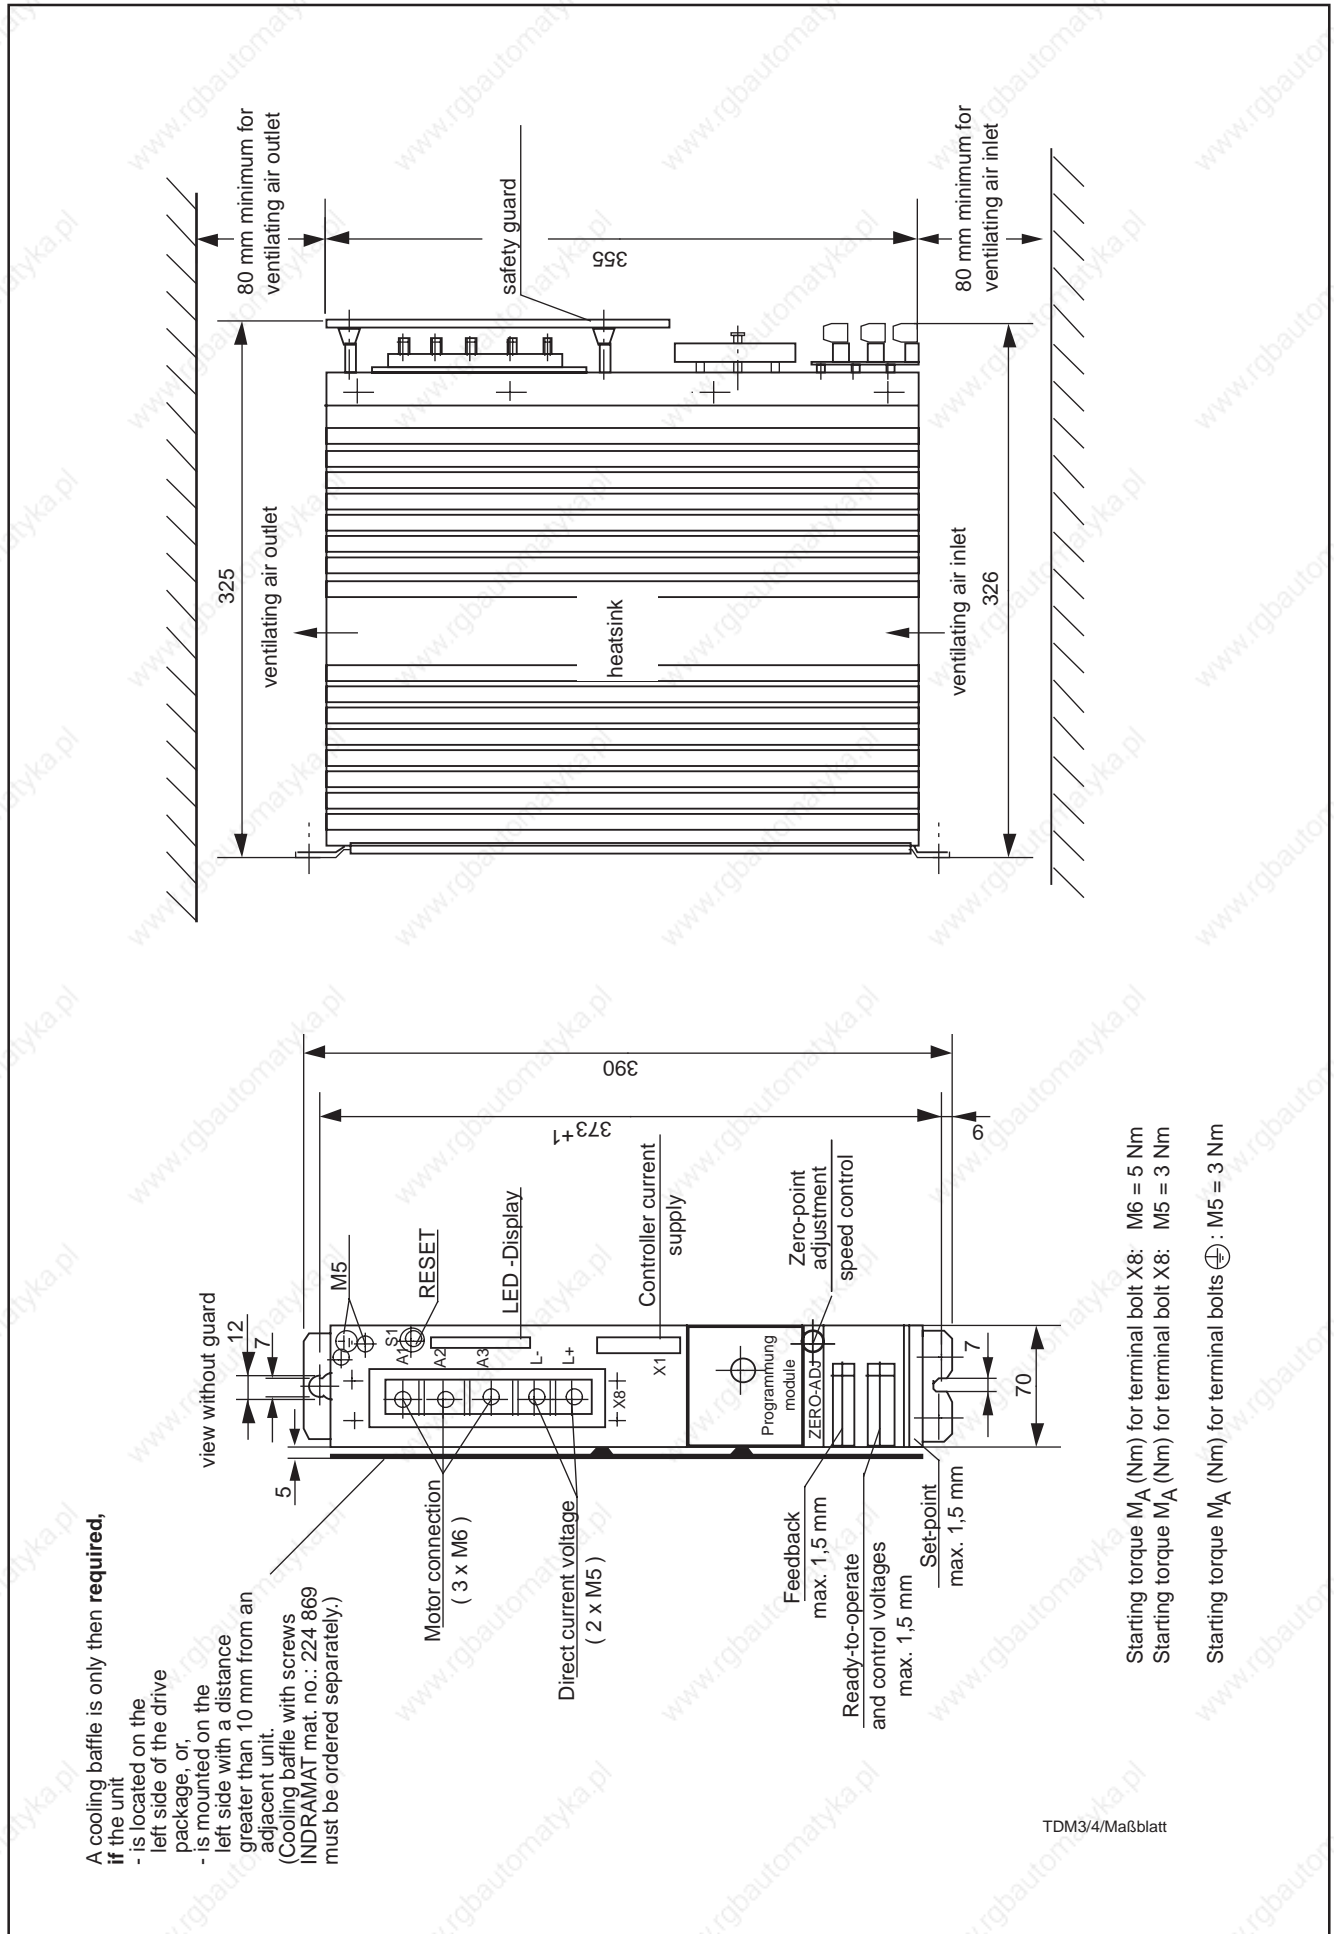 A cooling baffle is only then required,
if the unit
- is located on the
left side of the drive
package, or,
- is mounted on the
left side with a distance
greater than 10 mm from an
adjacent unit.
(Cooling baffle with screws
INDRAMAT mat. no.: 224 869
must be ordered separately.)
view without guard
12
7
5
M5
RESET
LED -Display
Controller current
supply
Zero-point
adjustment
speed control
S1
A1
A2
A3
L-
L+
X8
X1
Programmung
module
ZERO-ADJ
Motor connection
( 3 x M6 )
Direct current voltage
( 2 x M5 )
Feedback
max. 1,5 mm
Ready-to-operate
and control voltages
max. 1,5 mm
Set-point
max. 1,5 mm
390
373+1
9
7
70
80 mm minimum for
ventilating air outlet
safety guard
355
80 mm minimum for
ventilating air inlet
325
ventilating air outlet
heatsink
ventilating air inlet
326
Starting torque MA (Nm) for terminal bolt X8: M6 = 5 Nm
Starting torque MA (Nm) for terminal bolt X8: M5 = 3 Nm
Starting torque MA (Nm) for terminal bolts : M5 = 3 Nm
TDM3/4/Maßblatt
www.rgbautomatyka.pl